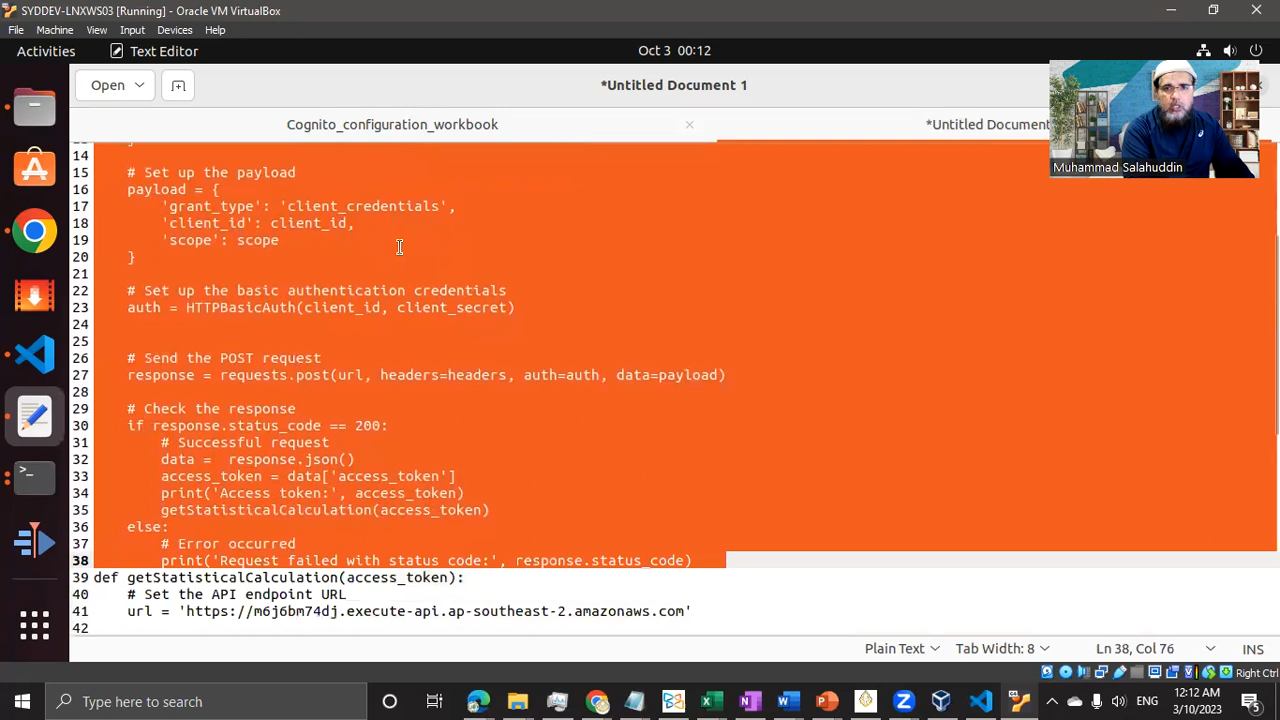 SYDDEV-LNXWS03 [Running] - Oracle VM VirtualBox
File Machine View Input Devices Help
Activities Text Editor Oct 3 00:12
Open *Untitled Document 1
Cognito_configuration_workbook *Untitled Document
Muhammad Salahuddin
14
15 # Set up the payload
16 payload = {
17 'grant_type': 'client_credentials',
18 'client_id': client_id,
19 'scope': scope
20 }
21
22 # Set up the basic authentication credentials
23 auth = HTTPBasicAuth(client_id, client_secret)
24
25
26 # Send the POST request
27 response = requests.post(url, headers=headers, auth=auth, data=payload)
28
29 # Check the response
30 if response.status_code == 200:
31 # Successful request
32 data =  response.json()
33 access_token = data['access_token']
34 print('Access token:', access_token)
35 getStatisticalCalculation(access_token)
36 else:
37 # Error occurred
38 print('Request failed with status code:', response.status_code)
39 def getStatisticalCalculation(access_token):
40 # Set the API endpoint URL
41 url = 'https://m6j6bm74dj.execute-api.ap-southeast-2.amazonaws.com'
42
Plain Text Tab Width: 8 Ln 38, Col 76 INS
Right Ctrl
Type here to search
ENG
12:12 AM
3/10/2023
5